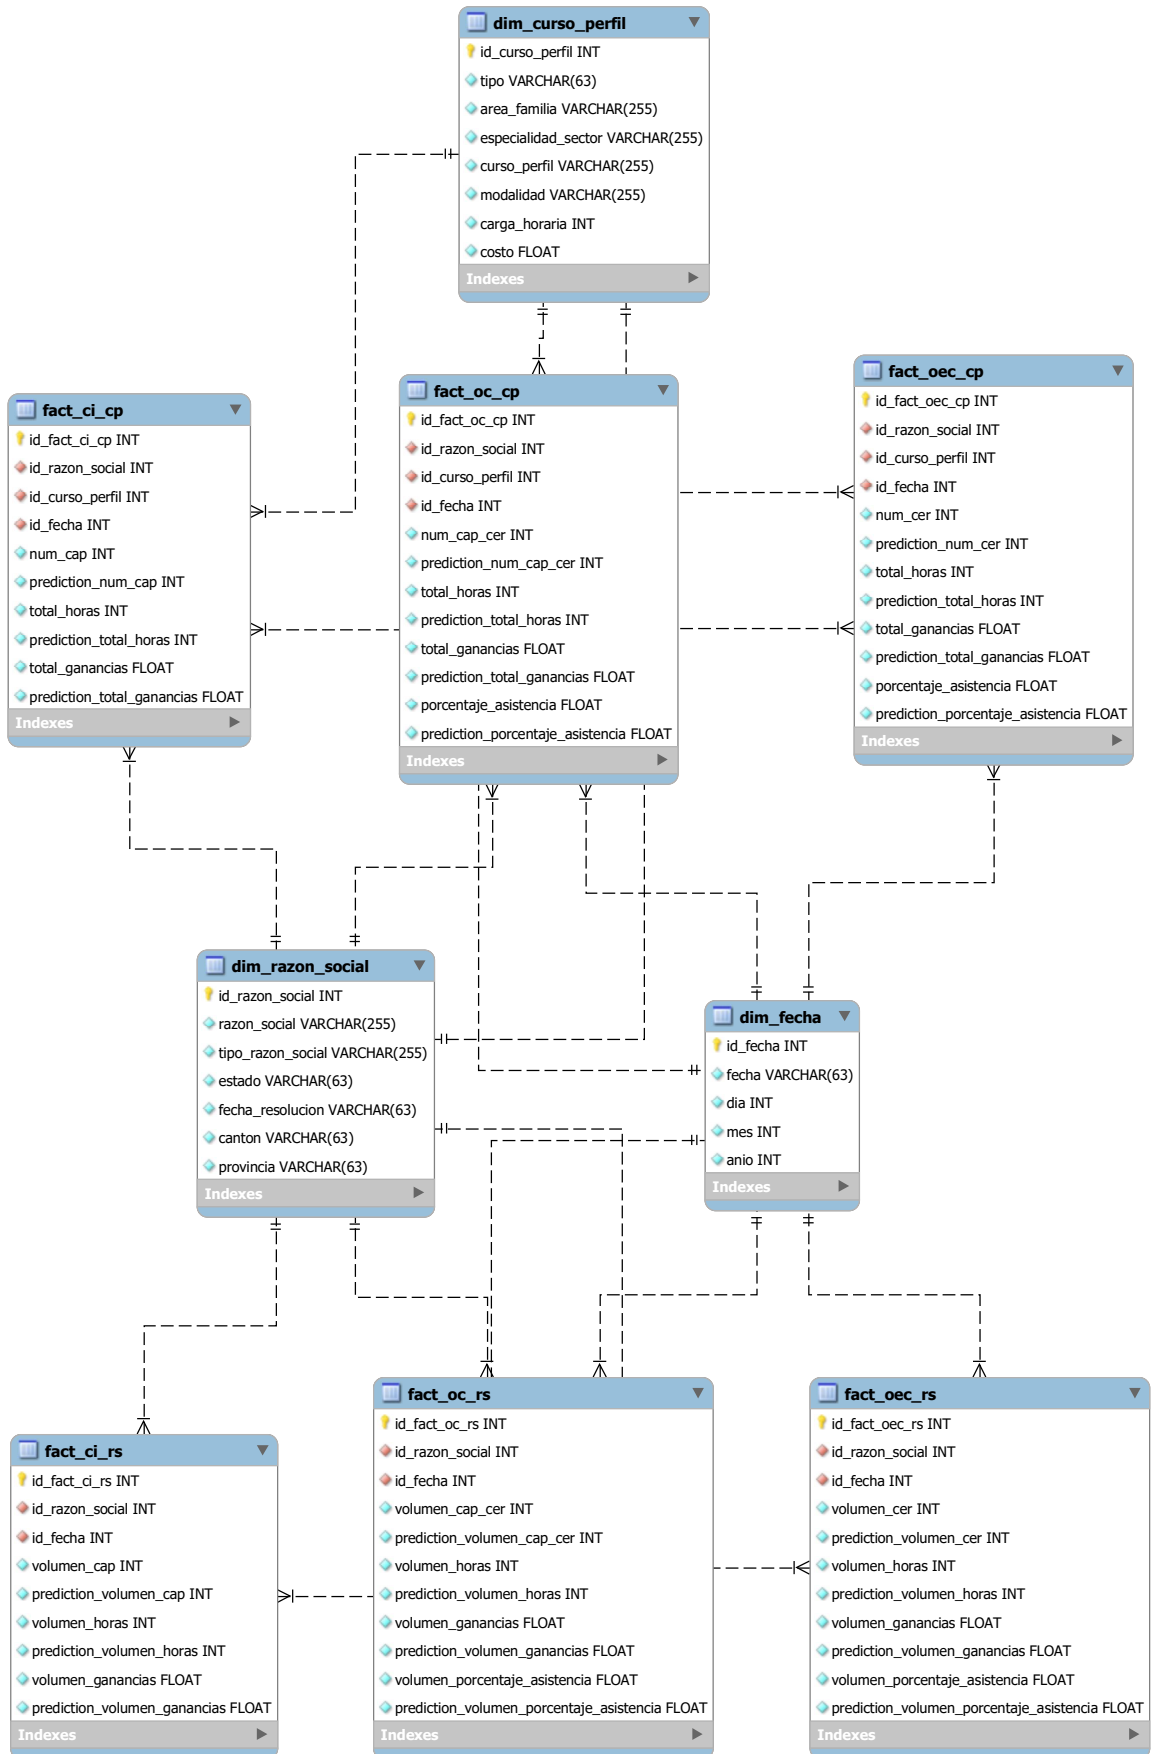 dim_curso_perfil
id_curso_perfil INT
tipo VARCHAR(63)
area_familia VARCHAR(255)
especialidad_sector VARCHAR(255)
curso_perfil VARCHAR(255)
modalidad VARCHAR(255)
carga_horaria INT
costo FLOAT
Indexes
fact_ci_cp
id_fact_ci_cp INT
id_razon_social INT
id_curso_perfil INT
id_fecha INT
num_cap INT
prediction_num_cap INT
total_horas INT
prediction_total_horas INT
total_ganancias FLOAT
prediction_total_ganancias FLOAT
Indexes
fact_oc_cp
id_fact_oc_cp INT
id_razon_social INT
id_curso_perfil INT
id_fecha INT
num_cap_cer INT
prediction_num_cap_cer INT
total_horas INT
prediction_total_horas INT
total_ganancias FLOAT
prediction_total_ganancias FLOAT
porcentaje_asistencia FLOAT
prediction_porcentaje_asistencia FLOAT
Indexes
fact_oec_cp
id_fact_oec_cp INT
id_razon_social INT
id_curso_perfil INT
id_fecha INT
num_cer INT
prediction_num_cer INT
total_horas INT
prediction_total_horas INT
total_ganancias FLOAT
prediction_total_ganancias FLOAT
porcentaje_asistencia FLOAT
prediction_porcentaje_asistencia FLOAT
Indexes
dim_razon_social
id_razon_social INT
razon_social VARCHAR(255)
tipo_razon_social VARCHAR(255)
estado VARCHAR(63)
fecha_resolucion VARCHAR(63)
canton VARCHAR(63)
provincia VARCHAR(63)
Indexes
dim_fecha
id_fecha INT
fecha VARCHAR(63)
dia INT
mes INT
anio INT
Indexes
fact_ci_rs
id_fact_ci_rs INT
id_razon_social INT
id_fecha INT
volumen_cap INT
prediction_volumen_cap INT
volumen_horas INT
prediction_volumen_horas INT
volumen_ganancias FLOAT
prediction_volumen_ganancias FLOAT
Indexes
fact_oc_rs
id_fact_oc_rs INT
id_razon_social INT
id_fecha INT
volumen_cap_cer INT
prediction_volumen_cap_cer INT
volumen_horas INT
prediction_volumen_horas INT
volumen_ganancias FLOAT
prediction_volumen_ganancias FLOAT
volumen_porcentaje_asistencia FLOAT
prediction_volumen_porcentaje_asistencia FLOAT
Indexes
fact_oec_rs
id_fact_oec_rs INT
id_razon_social INT
id_fecha INT
volumen_cer INT
prediction_volumen_cer INT
volumen_horas INT
prediction_volumen_horas INT
volumen_ganancias FLOAT
prediction_volumen_ganancias FLOAT
volumen_porcentaje_asistencia FLOAT
prediction_volumen_porcentaje_asistencia FLOAT
Indexes